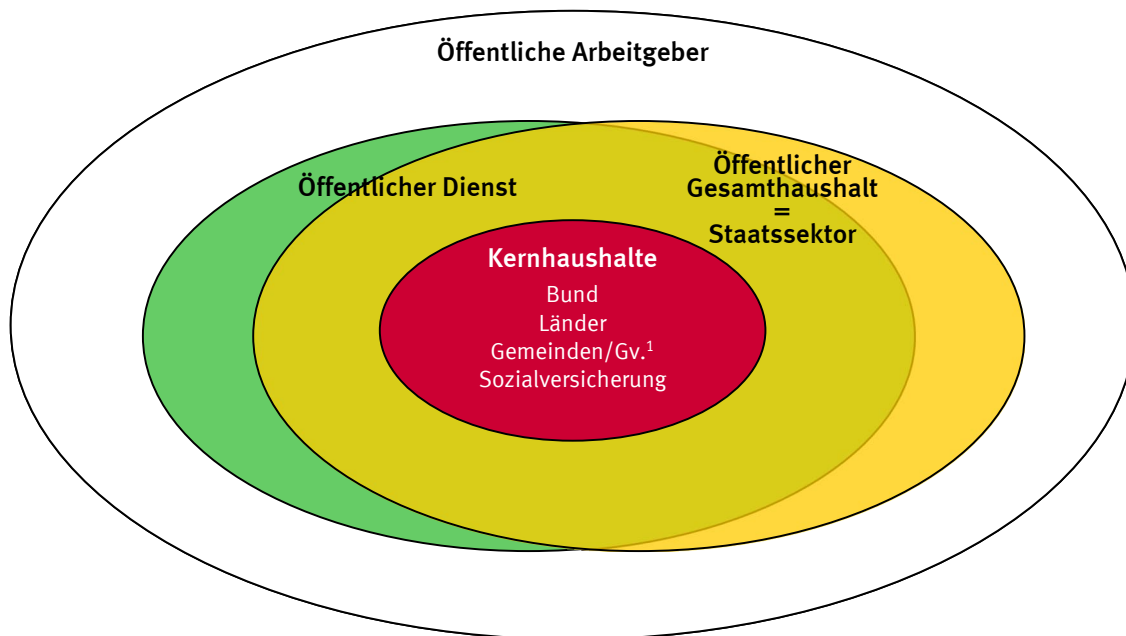 Öffentliche Arbeitgeber
Öffentlicher Dienst
Öffentlicher
Gesamthaushalt
=
Staatssektor
Kernhaushalte
Bund
Länder
Gemeinden/Gv.¹
Sozialversicherung